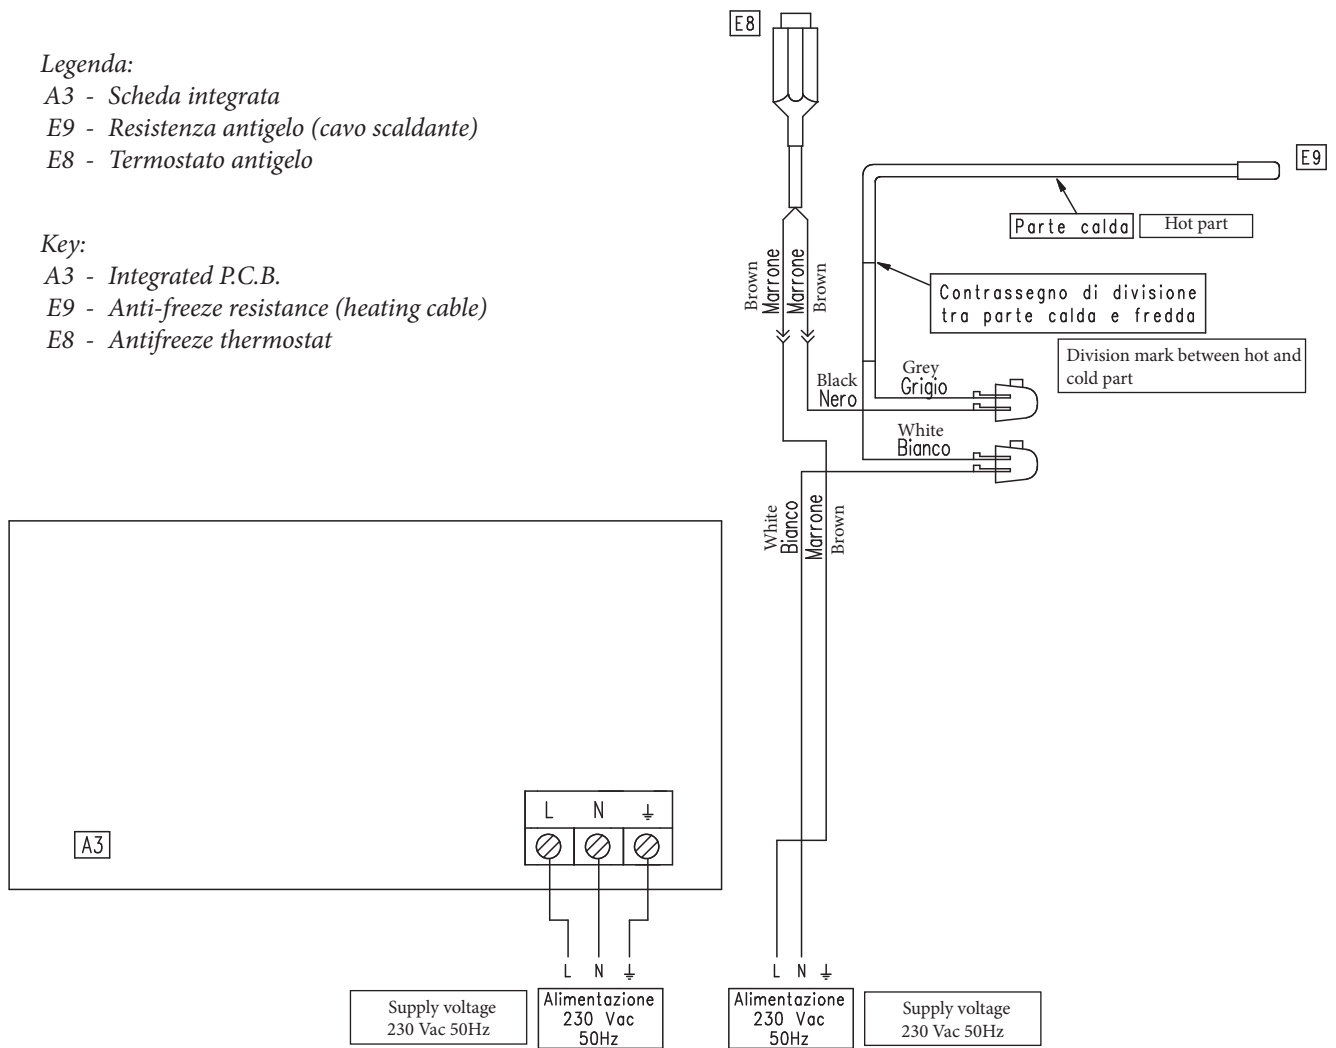 Legenda:
A3 - Scheda integrata
E9 - Resistenza antigelo (cavo scaldante)
E8 - Termostato antigelo
Key:
A3 - Integrated P.C.B.
E9 - Anti-freeze resistance (heating cable)
E8 - Antifreeze thermostat
E8
E9
Parte calda
Hot part
Brown
Marrone
Marrone
Brown
Contrassegno di divisione
tra parte calda e fredda
Division mark between hot and
cold part
Black
Nero
Grey
Grigio
White
Bianco
White
Bianco
Marrone
Brown
A3
L N
L N
L N
Supply voltage
230 Vac 50Hz
Alimentazione
230 Vac
50Hz
Alimentazione
230 Vac
50Hz
Supply voltage
230 Vac 50Hz